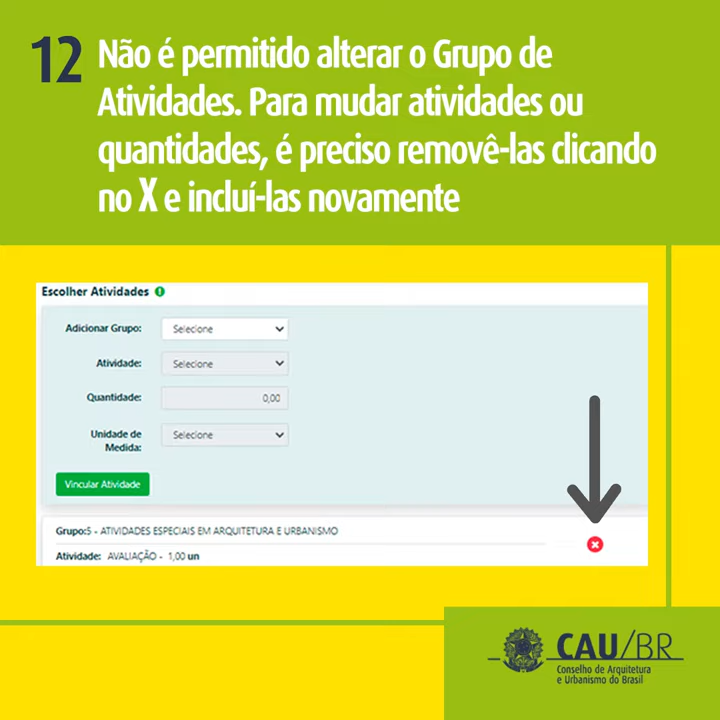 12
Não é permitido alterar o Grupo de
Atividades. Para mudar atividades ou
quantidades, é preciso removê-las clicando
no X e incluí-las novamente
Escolher Atividades
Adicionar Grupo: Selecione
Atividade: Selecione
Quantidade: 0,00
Unidade de
Medida: Selecione
Vincular Atividade
Grupo:5 - ATIVIDADES ESPECIAIS EM ARQUITETURA E URBANISMO
Atividade: AVALIAÇÃO - 1,00 un
CAU/BR
Conselho de Arquitetura
e Urbanismo do Brasil